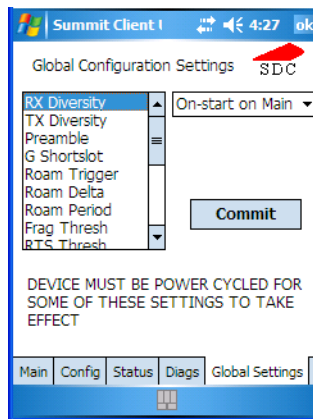 Summit Client 4:27 ok
Global Configuration Settings SDC
RX Diversity On-start on Main
TX Diversity
Preamble
G Shortslot
Roam Trigger
Roam Delta
Roam Period Commit
Frag Thresh
RTS Thresh
DEVICE MUST BE POWER CYCLED FOR
SOME OF THESE SETTINGS TO TAKE
EFFECT
Main Config Status Diags Global Settings